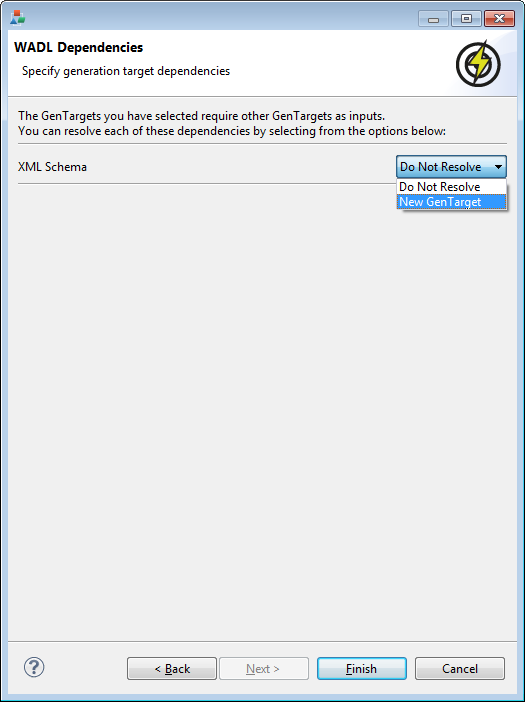 WADL Dependencies
Specify generation target dependencies
The GenTargets you have selected require other GenTargets as inputs.
You can resolve each of these dependencies by selecting from the options below:
XML Schema
Do Not Resolve
Do Not Resolve
New GenTarget
?
< Back
Next >
Finish
Cancel